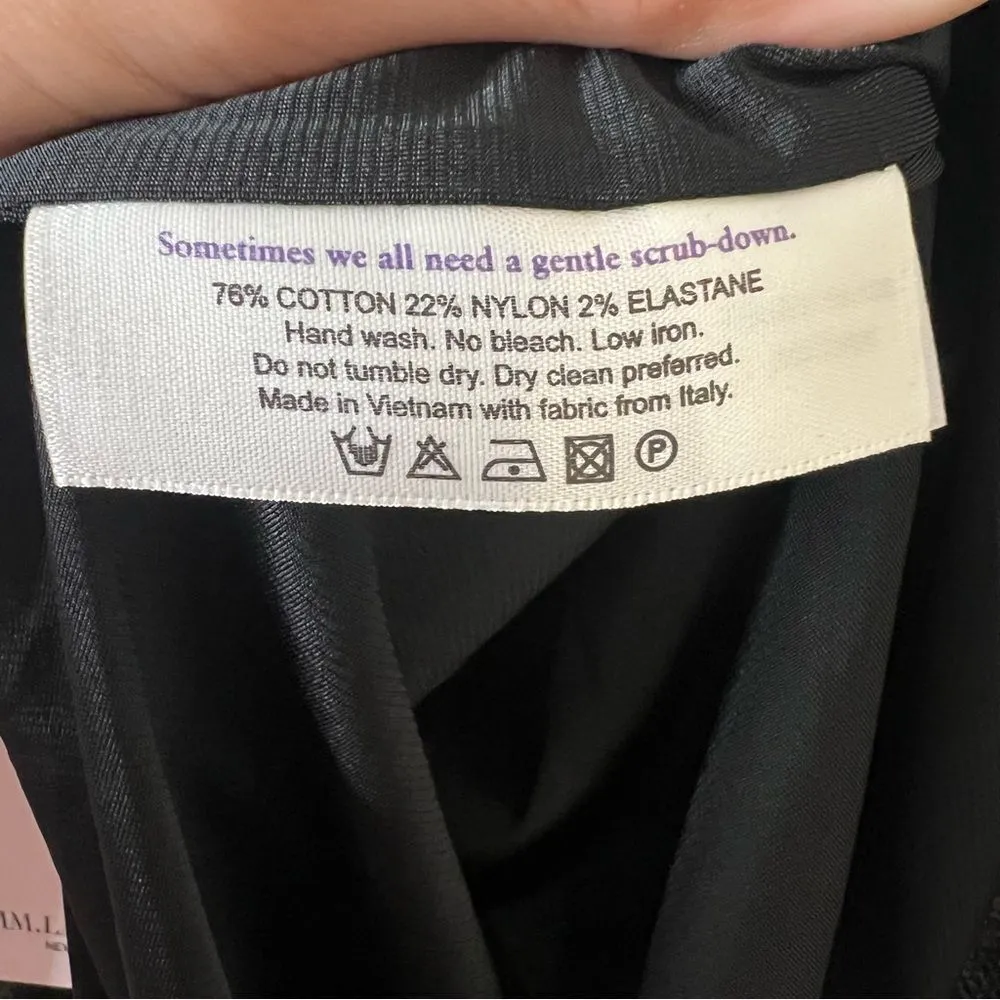 Sometimes we all need a gentle scrub-down.
76% COTTON 22% NYLON 2% ELASTANE
Hand wash. No bleach. Low iron.
Do not tumble dry. Dry clean preferred.
Made in Vietnam with fabric from Italy.
P
M.L.